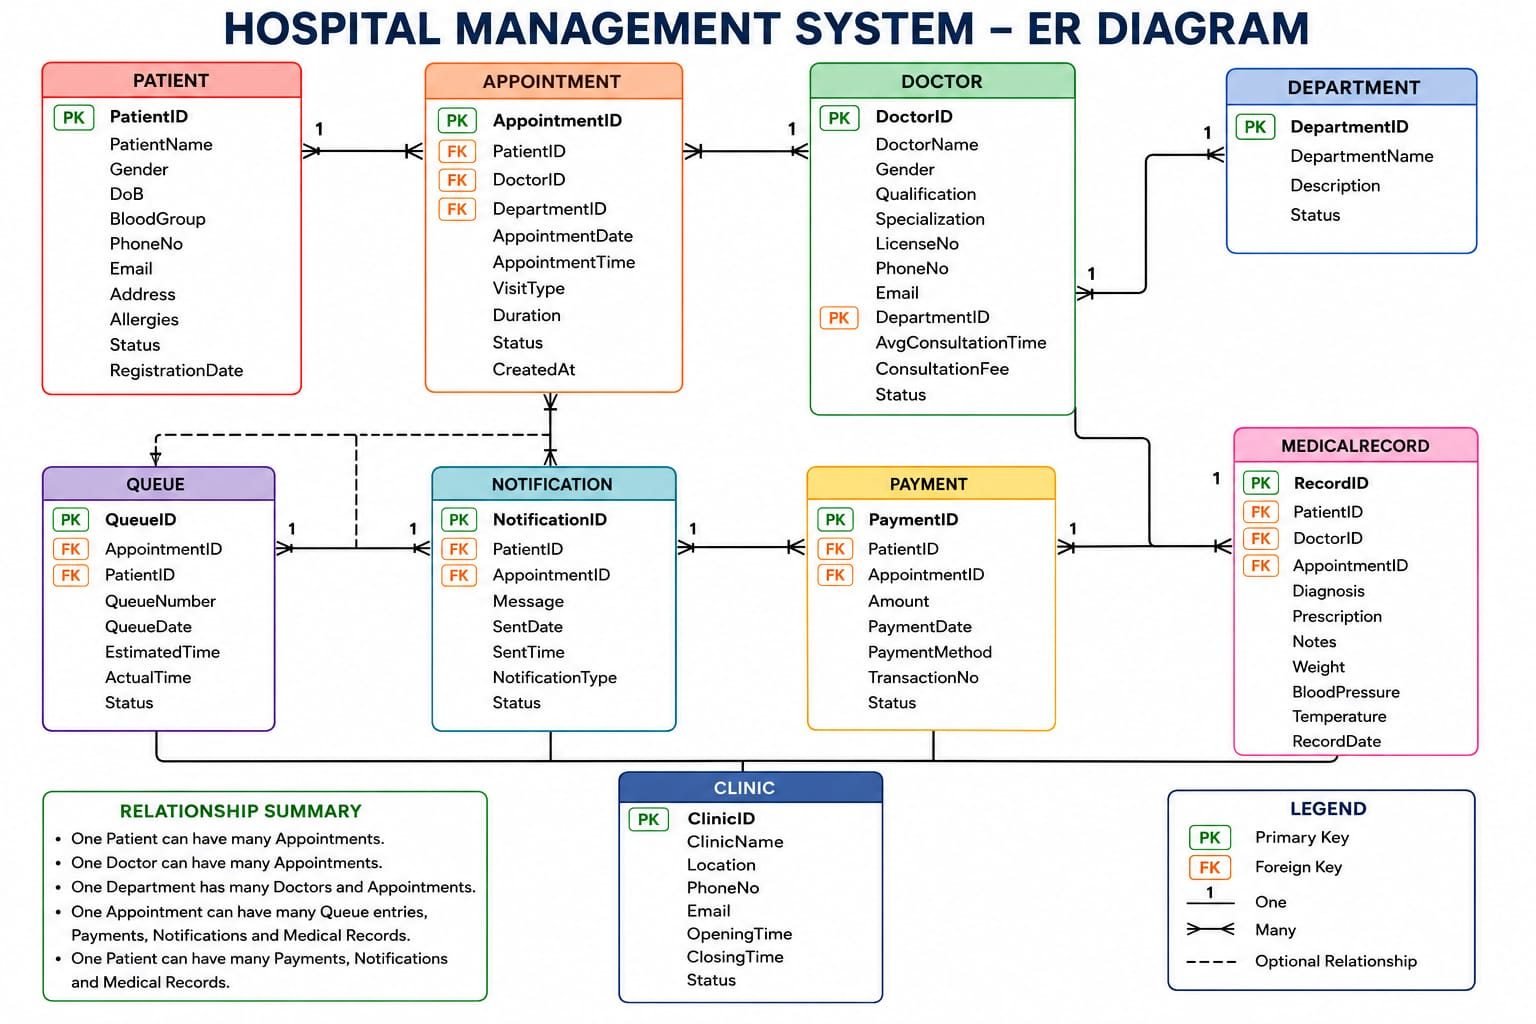 HOSPITAL MANAGEMENT SYSTEM – ER DIAGRAM
PATIENT
PK PatientID
PatientName
Gender
DoB
BloodGroup
PhoneNo
Email
Address
Allergies
Status
RegistrationDate
1
APPOINTMENT
PK AppointmentID
FK PatientID
FK DoctorID
FK DepartmentID
AppointmentDate
AppointmentTime
VisitType
Duration
Status
CreatedAt
1
DOCTOR
PK DoctorID
DoctorName
Gender
Qualification
Specialization
LicenseNo
PhoneNo
Email
PK DepartmentID
AvgConsultationTime
ConsultationFee
Status
1
1
DEPARTMENT
PK DepartmentID
DepartmentName
Description
Status
QUEUE
PK QueueID
FK AppointmentID
FK PatientID
QueueNumber
QueueDate
EstimatedTime
ActualTime
Status
1
1
NOTIFICATION
PK NotificationID
FK PatientID
FK AppointmentID
Message
SentDate
SentTime
NotificationType
Status
1
PAYMENT
PK PaymentID
FK PatientID
FK AppointmentID
Amount
PaymentDate
PaymentMethod
TransactionNo
Status
1
1
MEDICALRECORD
PK RecordID
FK PatientID
FK DoctorID
FK AppointmentID
Diagnosis
Prescription
Notes
Weight
BloodPressure
Temperature
RecordDate
RELATIONSHIP SUMMARY
• One Patient can have many Appointments.
• One Doctor can have many Appointments.
• One Department has many Doctors and Appointments.
• One Appointment can have many Queue entries,
Payments, Notifications and Medical Records.
• One Patient can have many Payments, Notifications
and Medical Records.
CLINIC
PK ClinicID
ClinicName
Location
PhoneNo
Email
OpeningTime
ClosingTime
Status
LEGEND
PK Primary Key
FK Foreign Key
1 One
Many
Optional Relationship